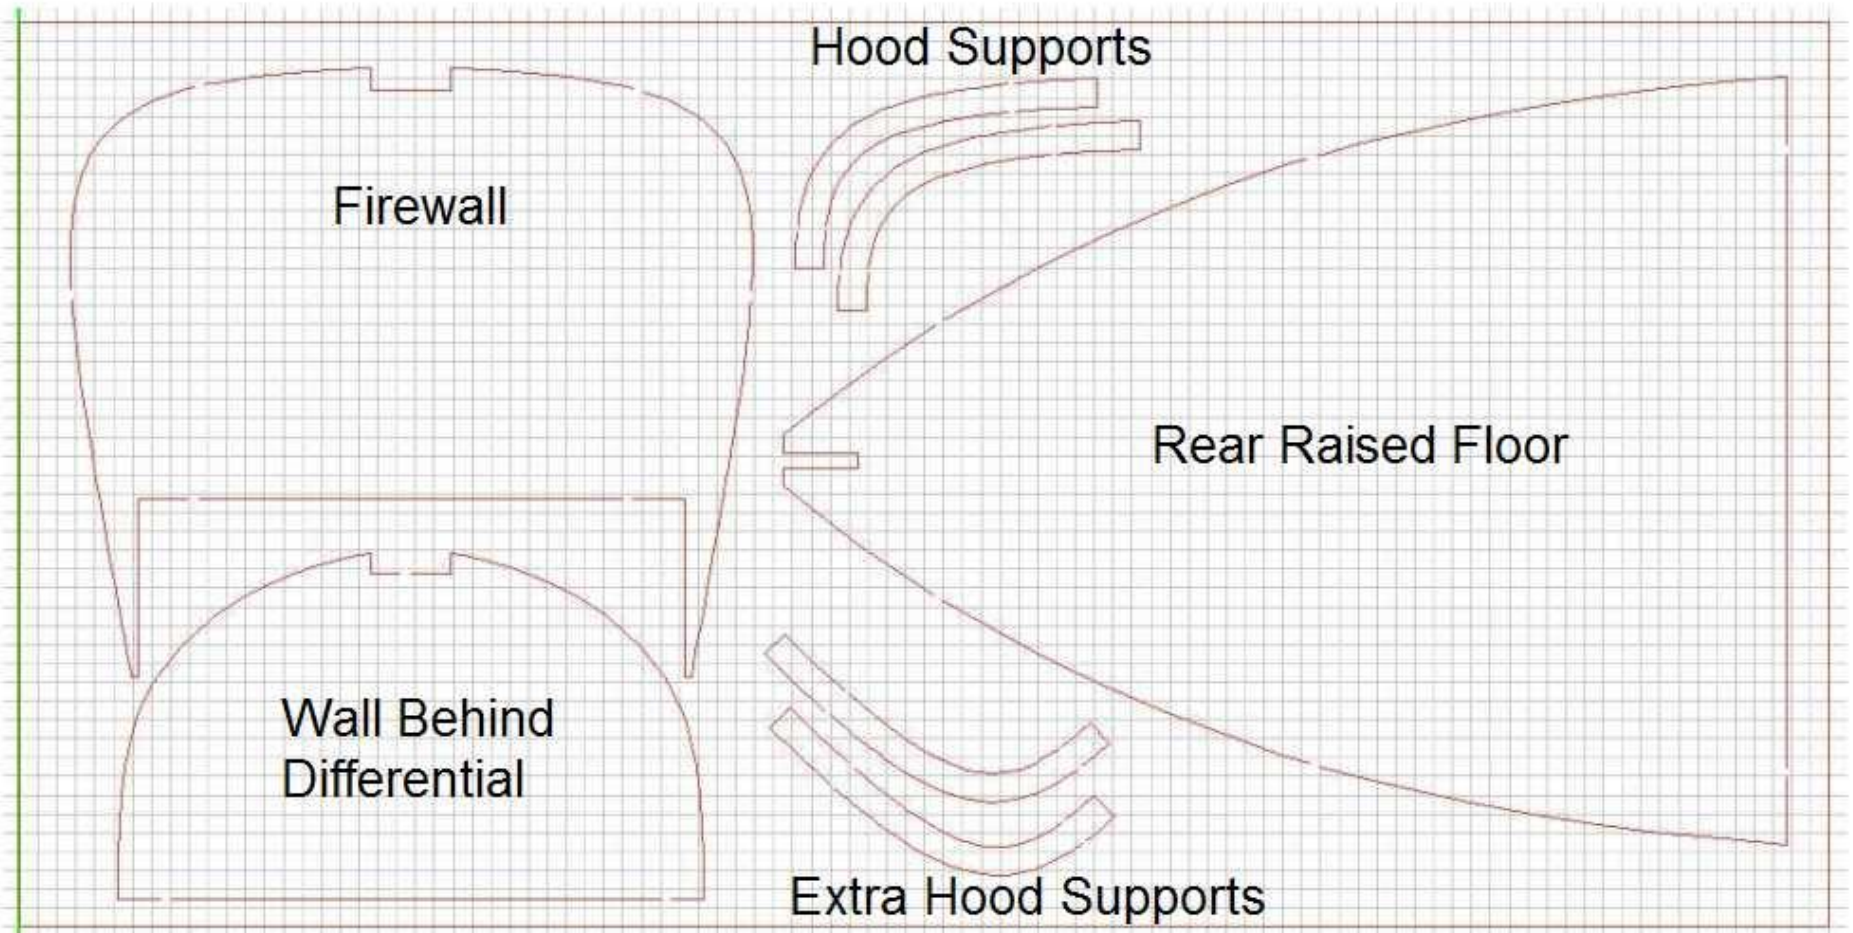 Hood Supports
Firewall
Rear Raised Floor
Wall Behind
Differential
Extra Hood Supports